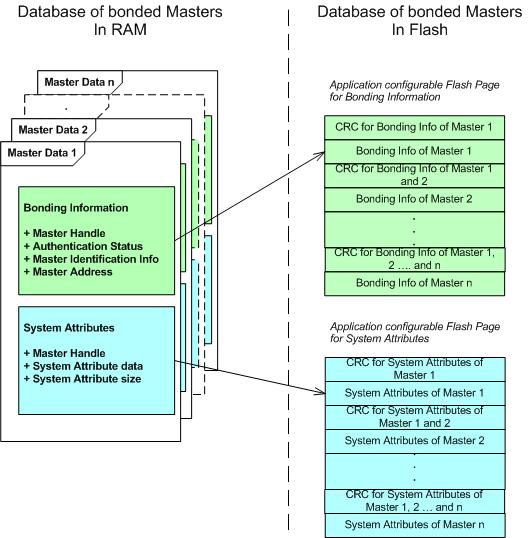 Database of bonded Masters
In RAM
Master Data n
.
Master Data 2
Master Data 1
Bonding Information
+ Master Handle
+ Authentication Status
+ Master Identification Info
+ Master Address
System Attributes
+ Master Handle
+ System Attribute data
+ System Attribute size
Database of bonded Masters
In Flash
Application configurable Flash Page
for Bonding Information
CRC for Bonding Info of Master 1
Bonding Info of Master 1
CRC for Bonding Info of Master 1
and 2
Bonding Info of Master 2
.
.
.
CRC for Bonding Info of Master 1,
2 .... and n
Bonding Info of Master n
Application configurable Flash Page
for System Attributes
CRC for System Attributes of
Master 1
System Attributes of Master 1
CRC for System Attributes of
Master 1 and 2
System Attributes of Master 2
.
.
.
CRC for System Attributes of
Master 1, 2 ... and n
System Attributes of Master n